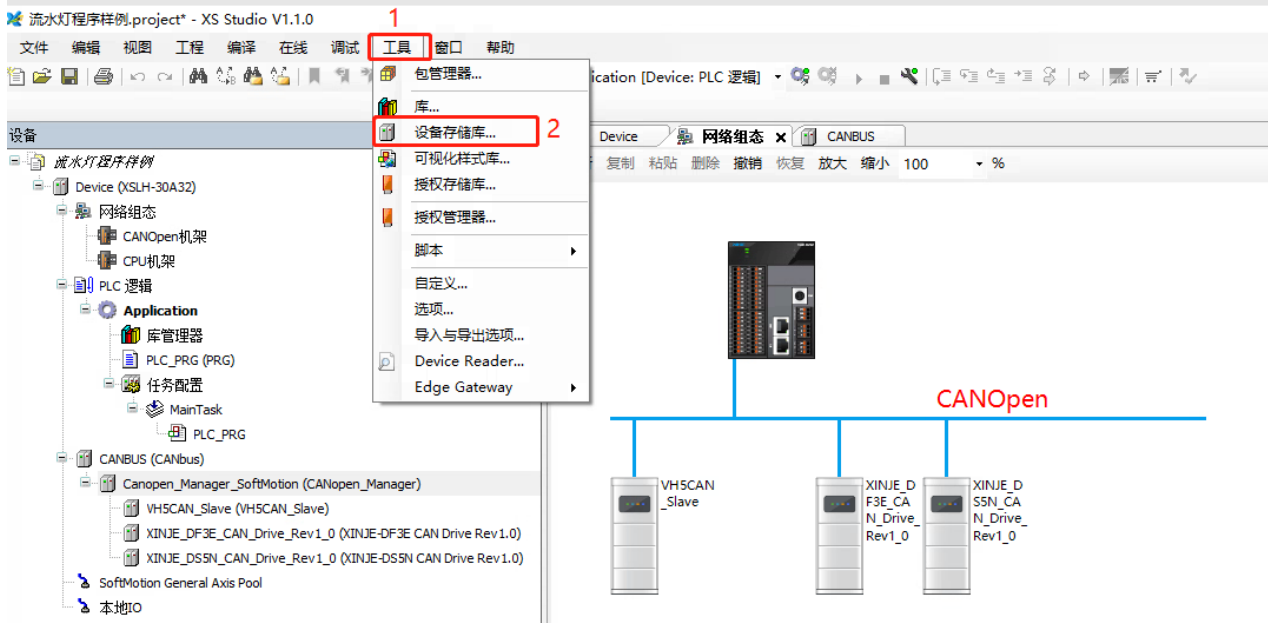 流水灯程序样例.project* - XS Studio V1.1.0
1
文件 编辑 视图 工程 编译 在线 调试 工具 窗口 帮助
包管理器...
ication [Device: PLC 逻辑]
库...
设备存储库...
2
可视化样式库...
授权存储库...
授权管理器...
脚本
自定义...
选项...
导入与导出选项...
Device Reader...
Edge Gateway
设备
流水灯程序样例
Device (XSLH-30A32)
网络组态
CANOpen机架
CPU机架
PLC 逻辑
Application
库管理器
PLC_PRG (PRG)
任务配置
MainTask
PLC_PRG
CANBUS (CANbus)
Canopen_Manager_SoftMotion (CANopen_Manager)
VH5CAN_Slave (VH5CAN_Slave)
XINJE_DF3E_CAN_Drive_Rev1_0 (XINJE-DF3E CAN Drive Rev1.0)
XINJE_DS5N_CAN_Drive_Rev1_0 (XINJE-DS5N CAN Drive Rev1.0)
SoftMotion General Axis Pool
本地IO
Device 网络组态 CANBUS
复制 粘贴 删除 撤销 恢复 放大 缩小 100 %
CANOpen
VH5CAN
_Slave
XINJE_D
F3E_CA
N_Drive_
Rev1_0
XINJE_D
S5N_CA
N_Drive_
Rev1_0